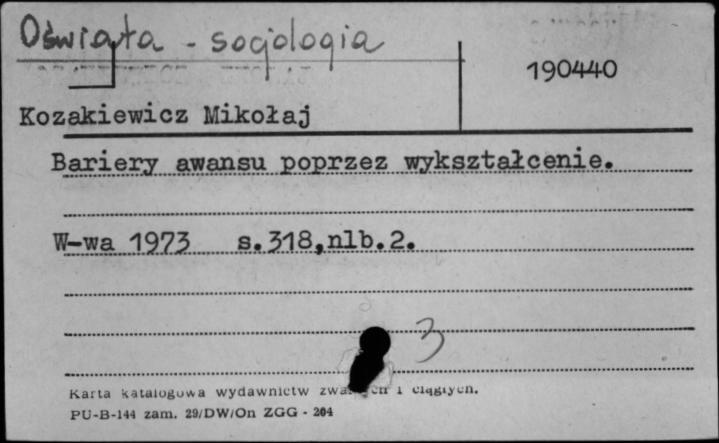 Oświata - socjologia
190440
Kozakiewicz Mikołaj
Bariery awansu poprzez wykształcenie.
W-wa 1973 s.318,nlb.2.
3
Karta katalogowa wydawnictw i ciągłych.
PU-B-144 zam. 29/DW/On ZGG - 204